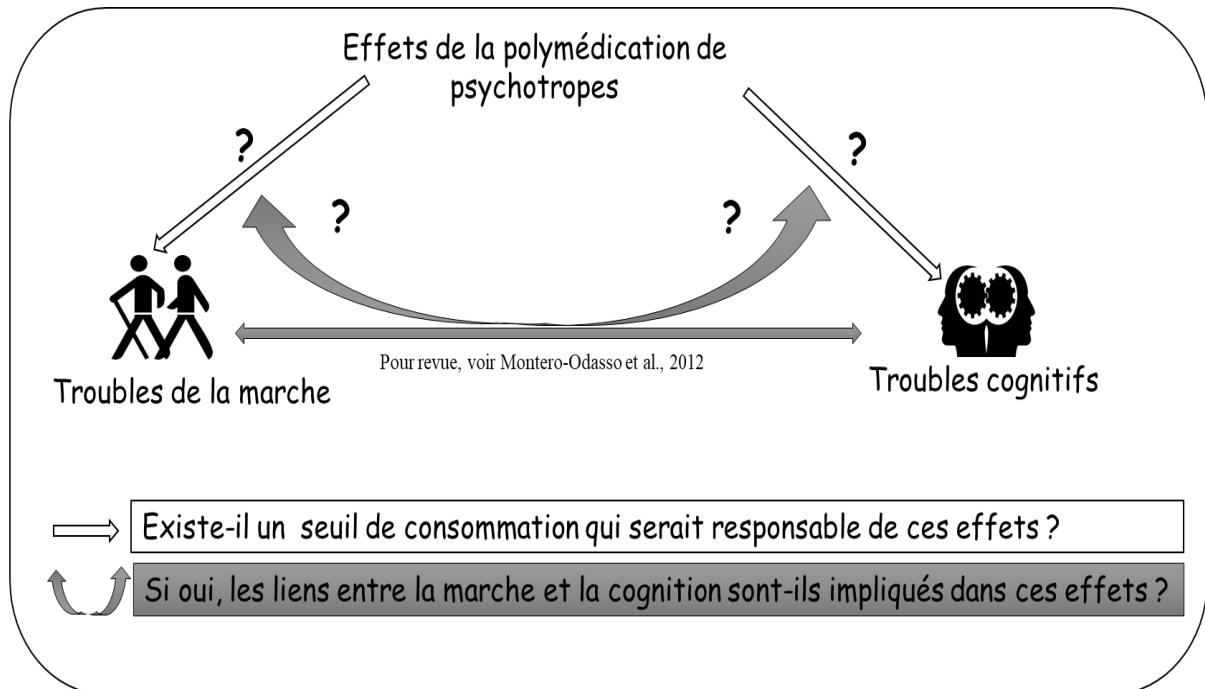 Effets de la polymédication de
psychotropes
?
?
?
?
Pour revue, voir Montero-Odasso et al., 2012
Troubles de la marche
Troubles cognitifs
Existe-il un seuil de consommation qui serait responsable de ces effets ?
Si oui, les liens entre la marche et la cognition sont-ils impliqués dans ces effets ?